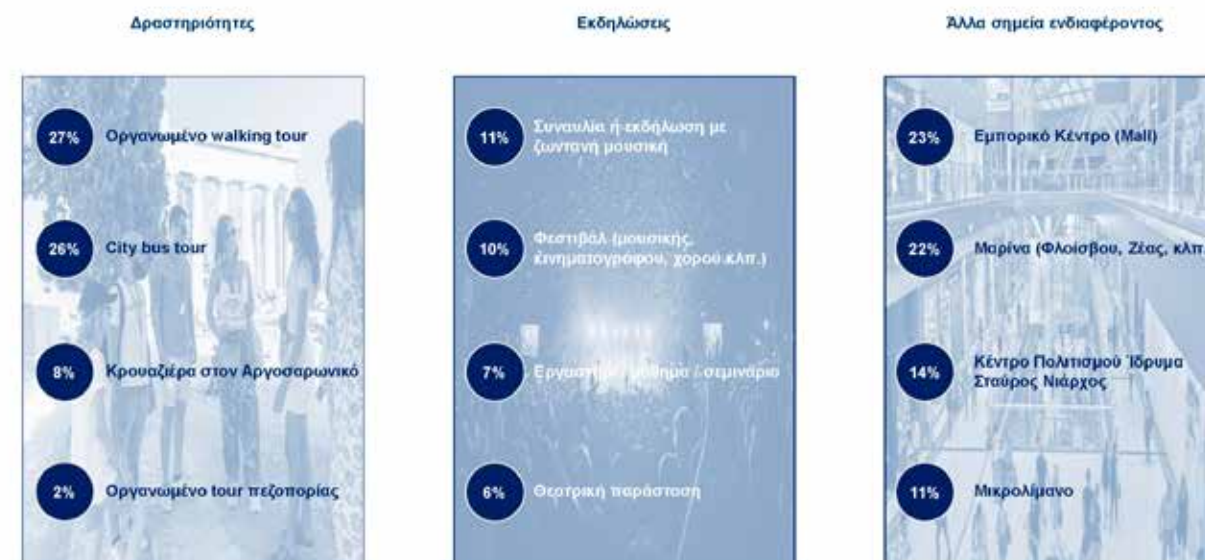 Δραστηριότητες
27% Οργανωμένο walking tour
26% City bus tour
8% Κρουαζιέρα στον Αργοσαρωνικό
2% Οργανωμένο tour πεζοπορίας
Εκδηλώσεις
11% Συναυλία ή εκδήλωση με
ζωντανή μουσική
10% Φεστιβάλ (μουσικής,
κινηματογράφου, χορού κλπ.)
7% Εργαστήρι / μάθημα / σεμινάριο
6% Θεατρική παράσταση
Άλλα σημεία ενδιαφέροντος
23% Εμπορικό Κέντρο (Mall)
22% Μαρίνα (Φλοίσβου, Ζέας, κλπ.
14% Κέντρο Πολιτισμού Ίδρυμα
Σταύρος Νιάρχος
11% Μικρολίμανο